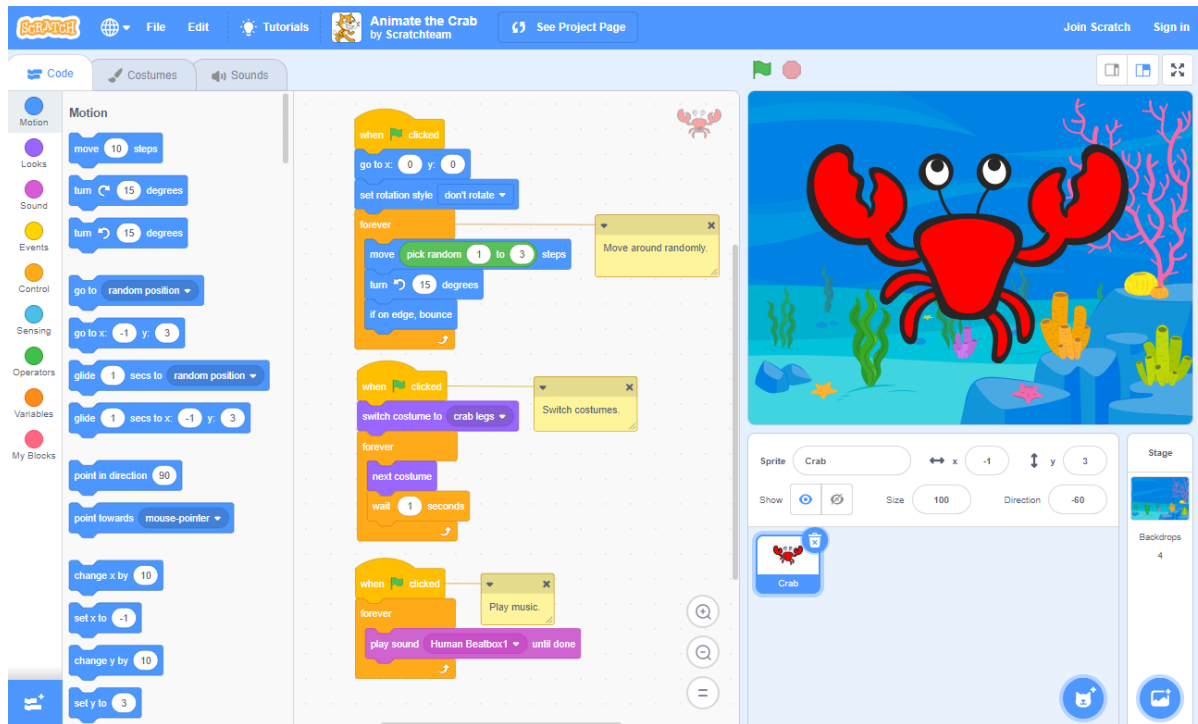 SCRATCH File Edit Tutorials Animate the Crab See Project Page Join Scratch Sign in
by Scratchteam
Code Costumes Sounds
Motion
Looks
Sound
Events
Control
Sensing
Operators
Variables
My Blocks
Motion
move 10 steps
turn 15 degrees
turn 15 degrees
go to random position
go to x: -1 y: 3
glide 1 secs to random position
glide 1 secs to x: -1 y: 3
point in direction 90
point towards mouse-pointer
change x by 10
set x to -1
change y by 10
set y to 3
when clicked
go to x: 0 y: 0
set rotation style don't rotate
forever
move pick random 1 to 3 steps
turn 15 degrees
if on edge, bounce
Move around randomly.
when clicked
switch costume to crab legs
forever
next costume
wait 1 seconds
Switch costumes.
when clicked
forever
play sound Human Beatbox1 until done
Play music.
Sprite Crab x -1 y 3
Show Size 100 Direction -60
Crab
Stage
Backdrops
4